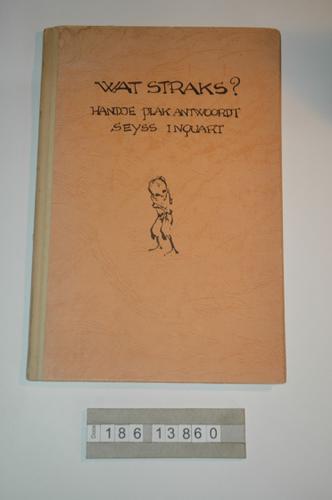 WAT STRAKS?
HANDJE PLAK ANTWOORDT
SEYSS INQUART
186 13860